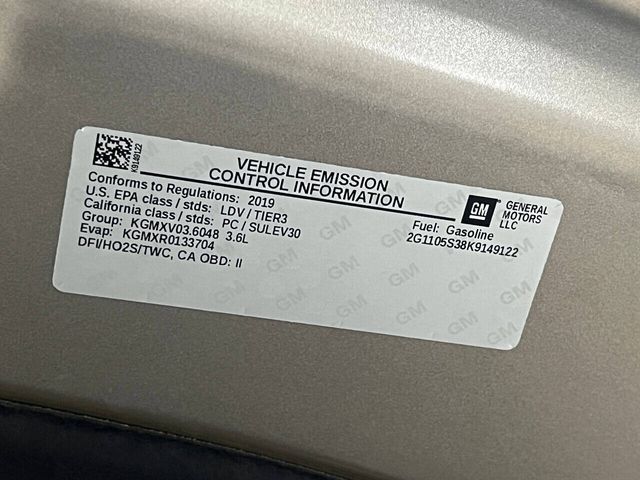 K9149122
VEHICLE EMISSION
CONTROL INFORMATION
Conforms to Regulations: 2019
U.S. EPA class / stds: LDV / TIER3
California class / stds: PC / SULEV30
Group: KGMXV03.6048 3.6L
Evap: KGMXR0133704
DFI/HO2S/TWC, CA OBD: II
GM
GENERAL
MOTORS
LLC
Fuel: Gasoline
2G1105S38K9149122